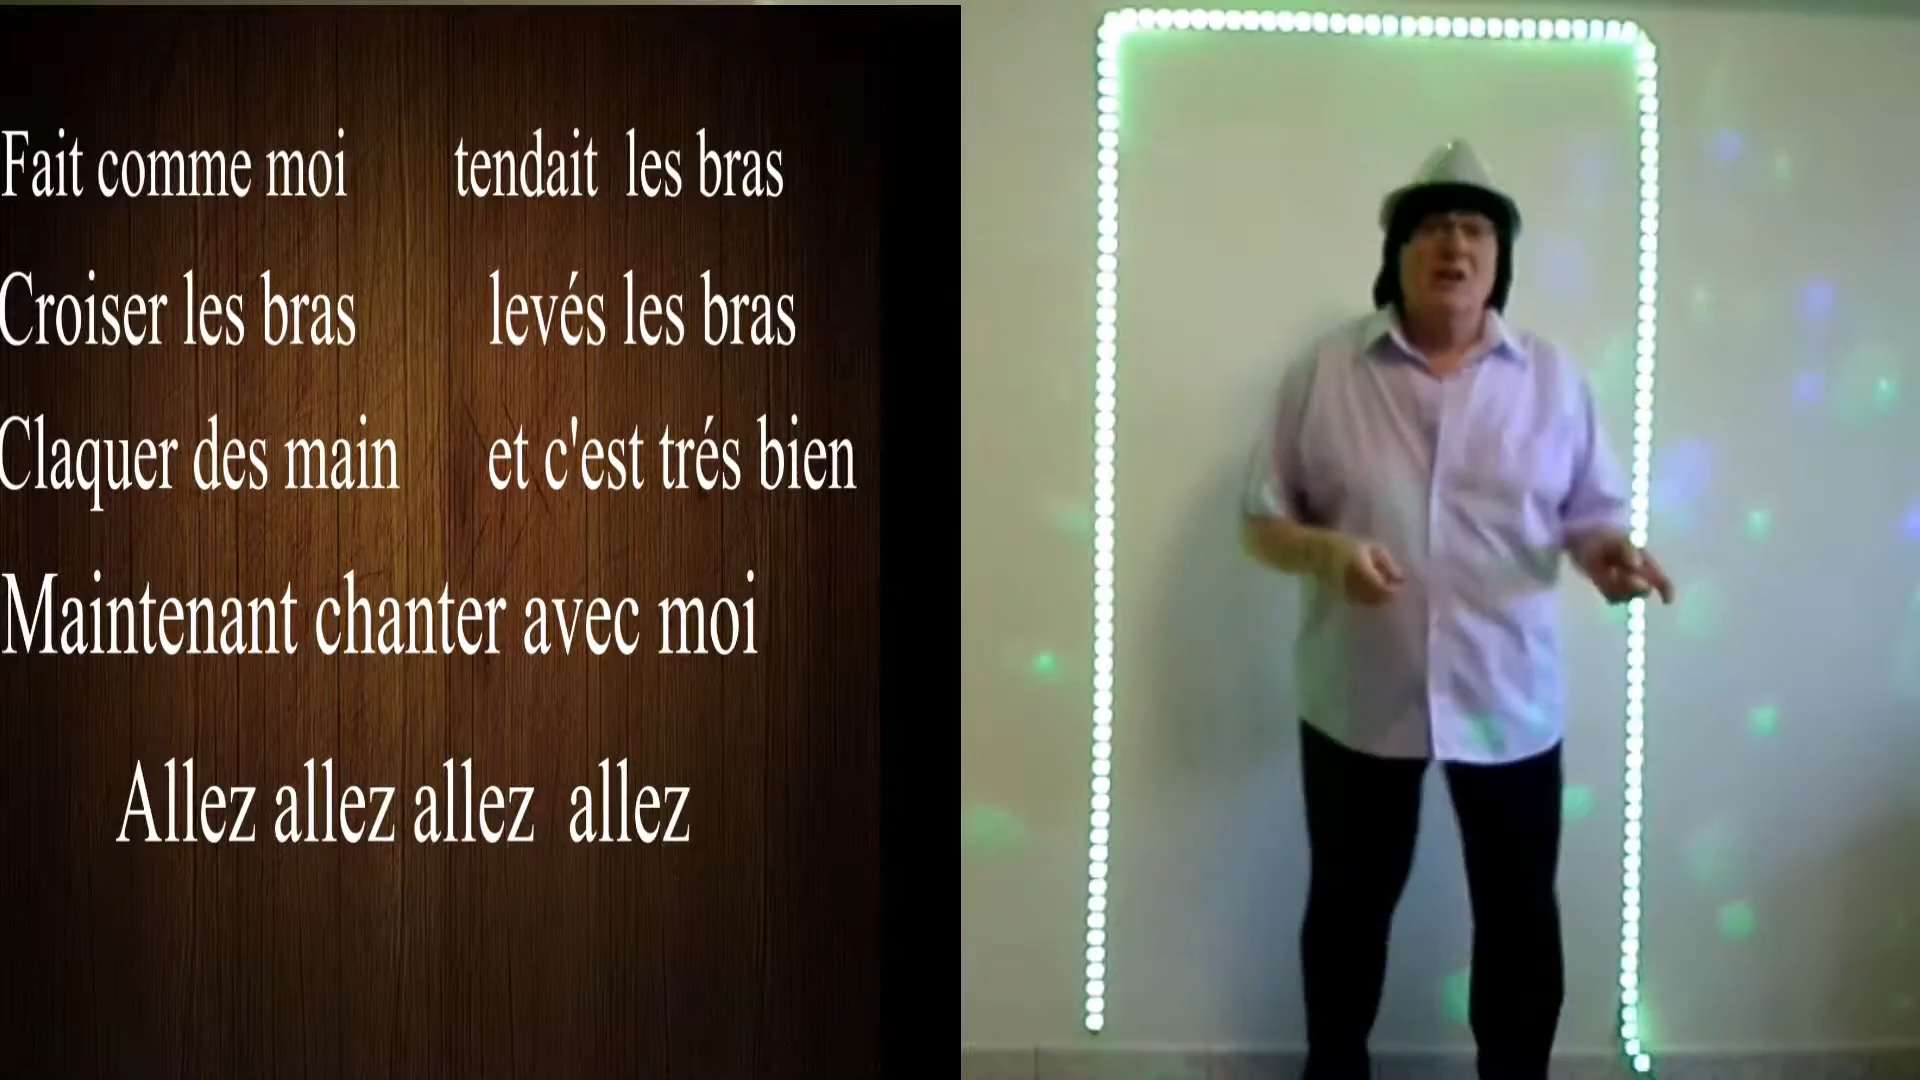 Fait comme moi tendait les bras
Croiser les bras levés les bras
Claquer des main et c'est trés bien
Maintenant chanter avec moi
Allez allez allez allez